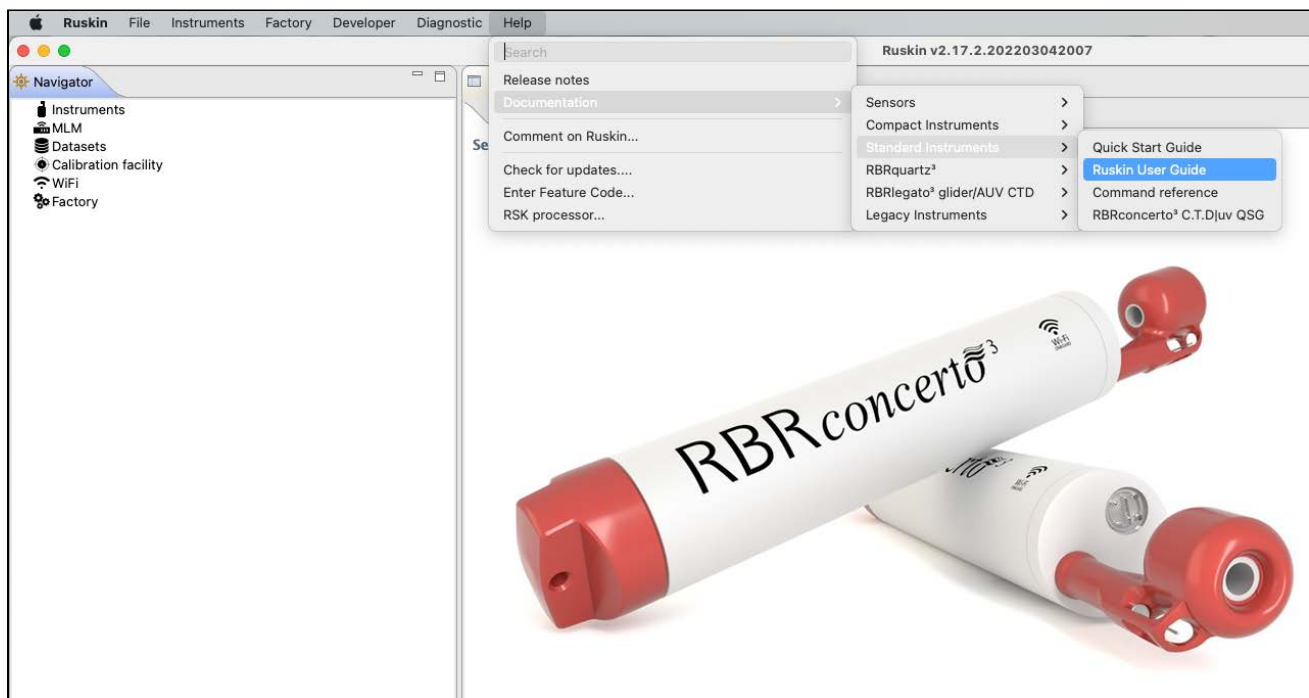 Ruskin File Instruments Factory Developer Diagnostic Help
Ruskin v2.17.2.202203042007
Navigator
Instruments
MLM
Datasets
Calibration facility
WiFi
Factory
Search
Release notes
Documentation
Comment on Ruskin...
Check for updates....
Enter Feature Code...
RSK processor...
Se
Sensors
Compact Instruments
Standard Instruments
RBRquartz³
RBRlegato³ glider/AUV CTD
Legacy Instruments
Quick Start Guide
Ruskin User Guide
Command reference
RBRconcerto³ C.T.D|uv QSG
RBRconcerto³
Wi-Fi